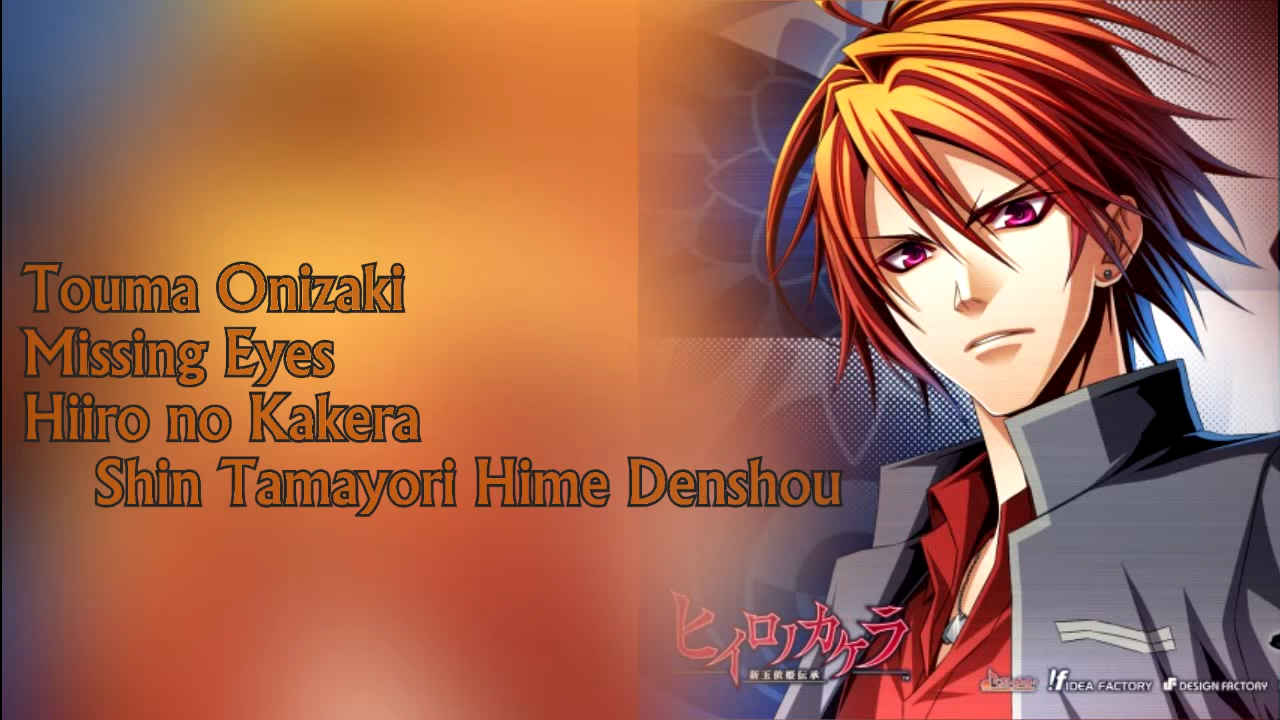 Touma Onizaki
Missing Eyes
Hiiro no Kakera
Shin Tamayori Hime Denshou
ヒイロノカケラ
新玉依姫伝承
IDEA FACTORY
DESIGN FACTORY